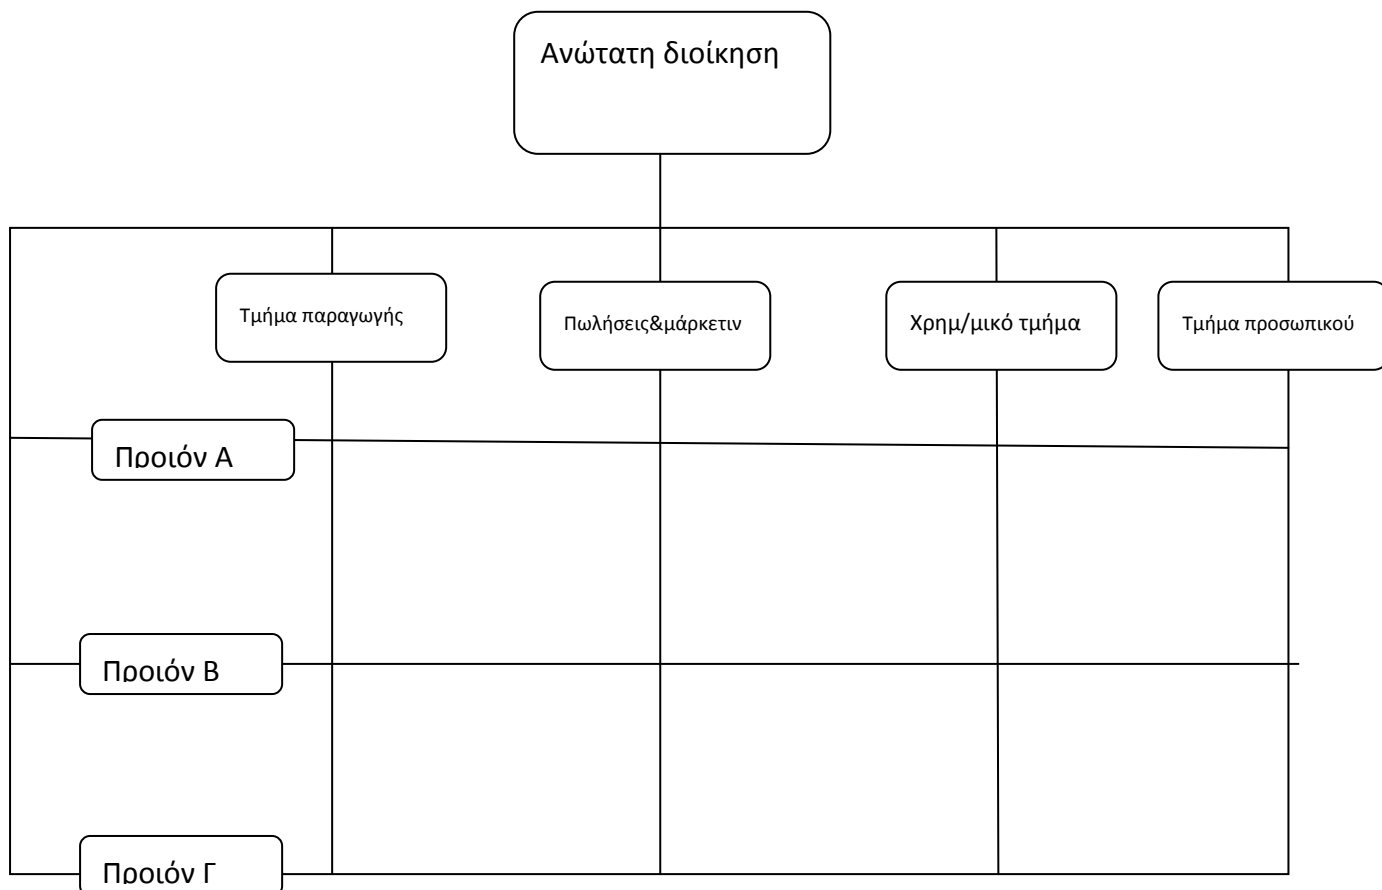 Ανώτατη διοίκηση
Τμήμα παραγωγής
Πωλήσεις&μάρκετιν
Χρημ/μικό τμήμα
Τμήμα προσωπικού
Προιόν Α
Προιόν Β
Προιόν Γ